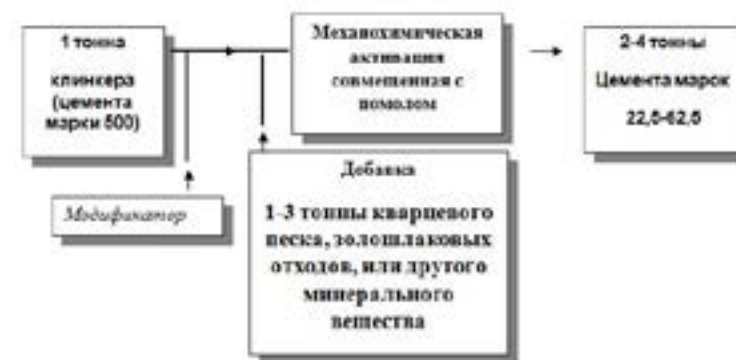 1 тонна
клинкера
(цемента
марки 500)
Механохимическая
активация
совмещенная с
помолом
2-4 тонны
Цемента марок
22,5-62,5
Модификатор
Добавка
1-3 тонны кварцевого
песка, золошлаковых
отходов, или другого
минерального
вещества